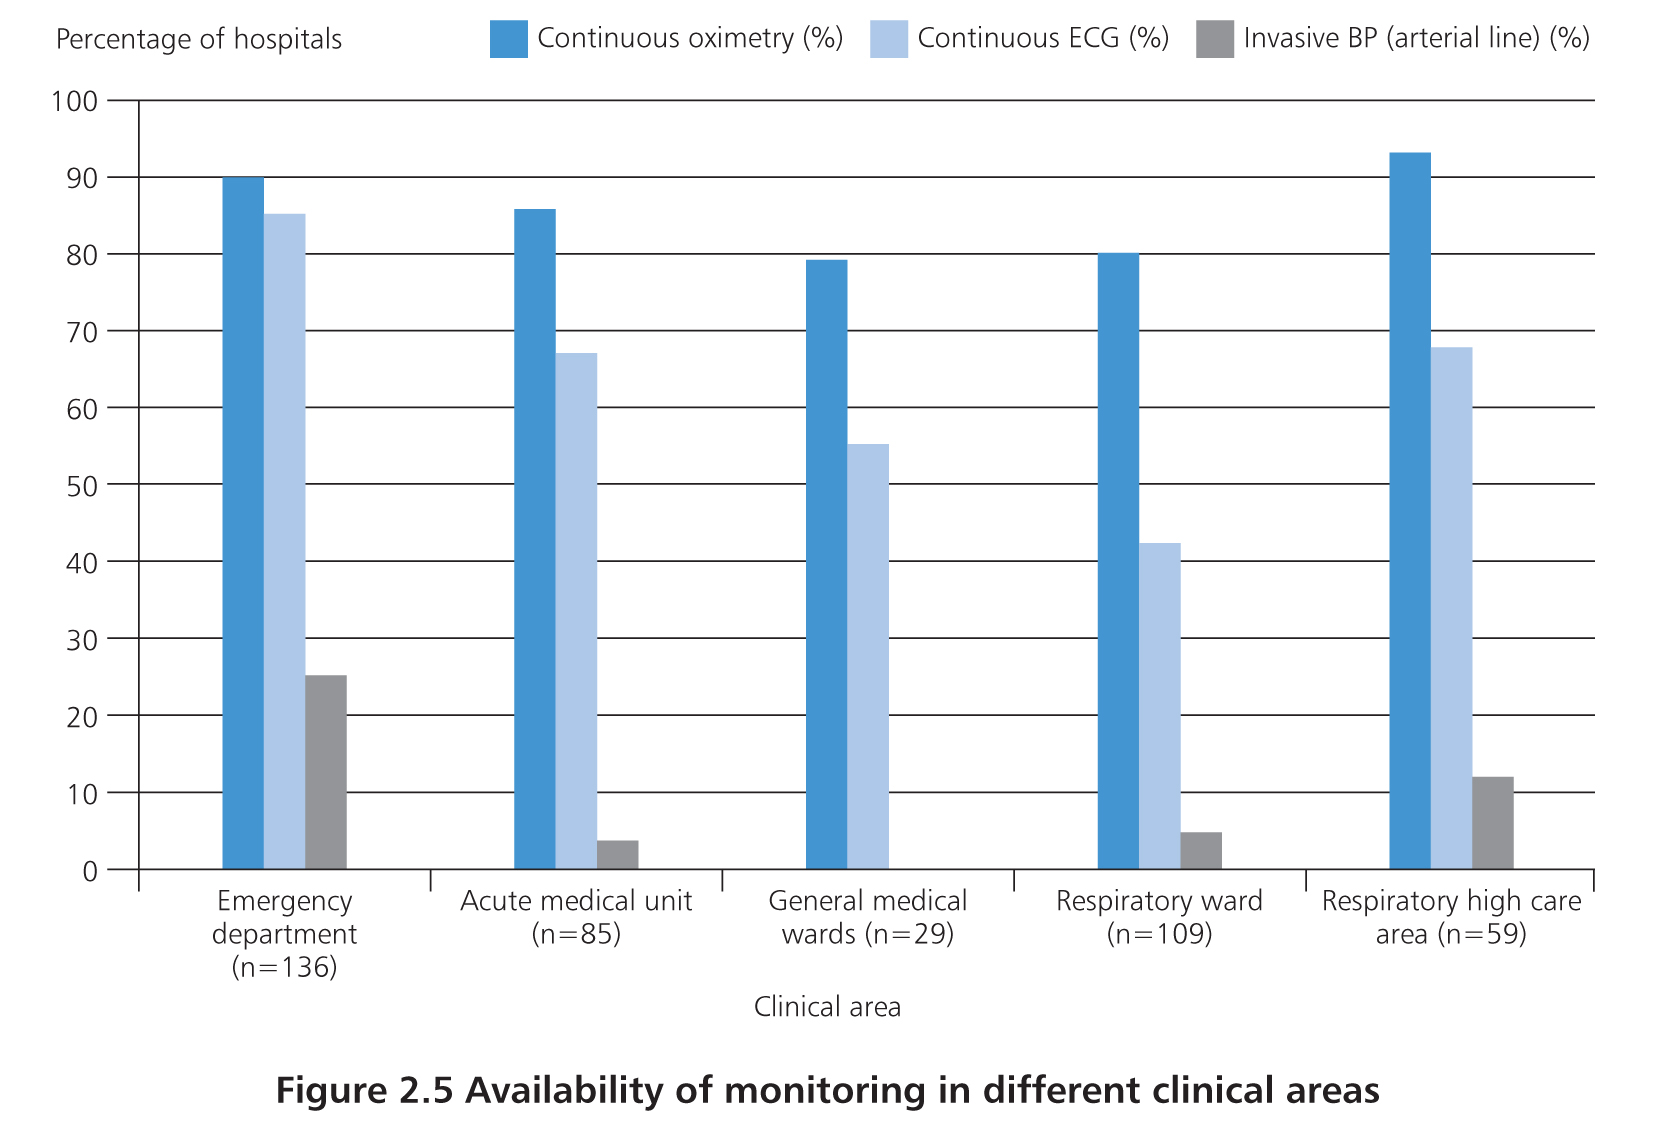 Percentage of hospitals
Continuous oximetry (%)
Continuous ECG (%)
Invasive BP (arterial line) (%)
100
90
80
70
60
50
40
30
20
10
0
Emergency
department
(n=136)
Acute medical unit
(n=85)
General medical
wards (n=29)
Respiratory ward
(n=109)
Respiratory high care
area (n=59)
Clinical area
Figure 2.5 Availability of monitoring in different clinical areas